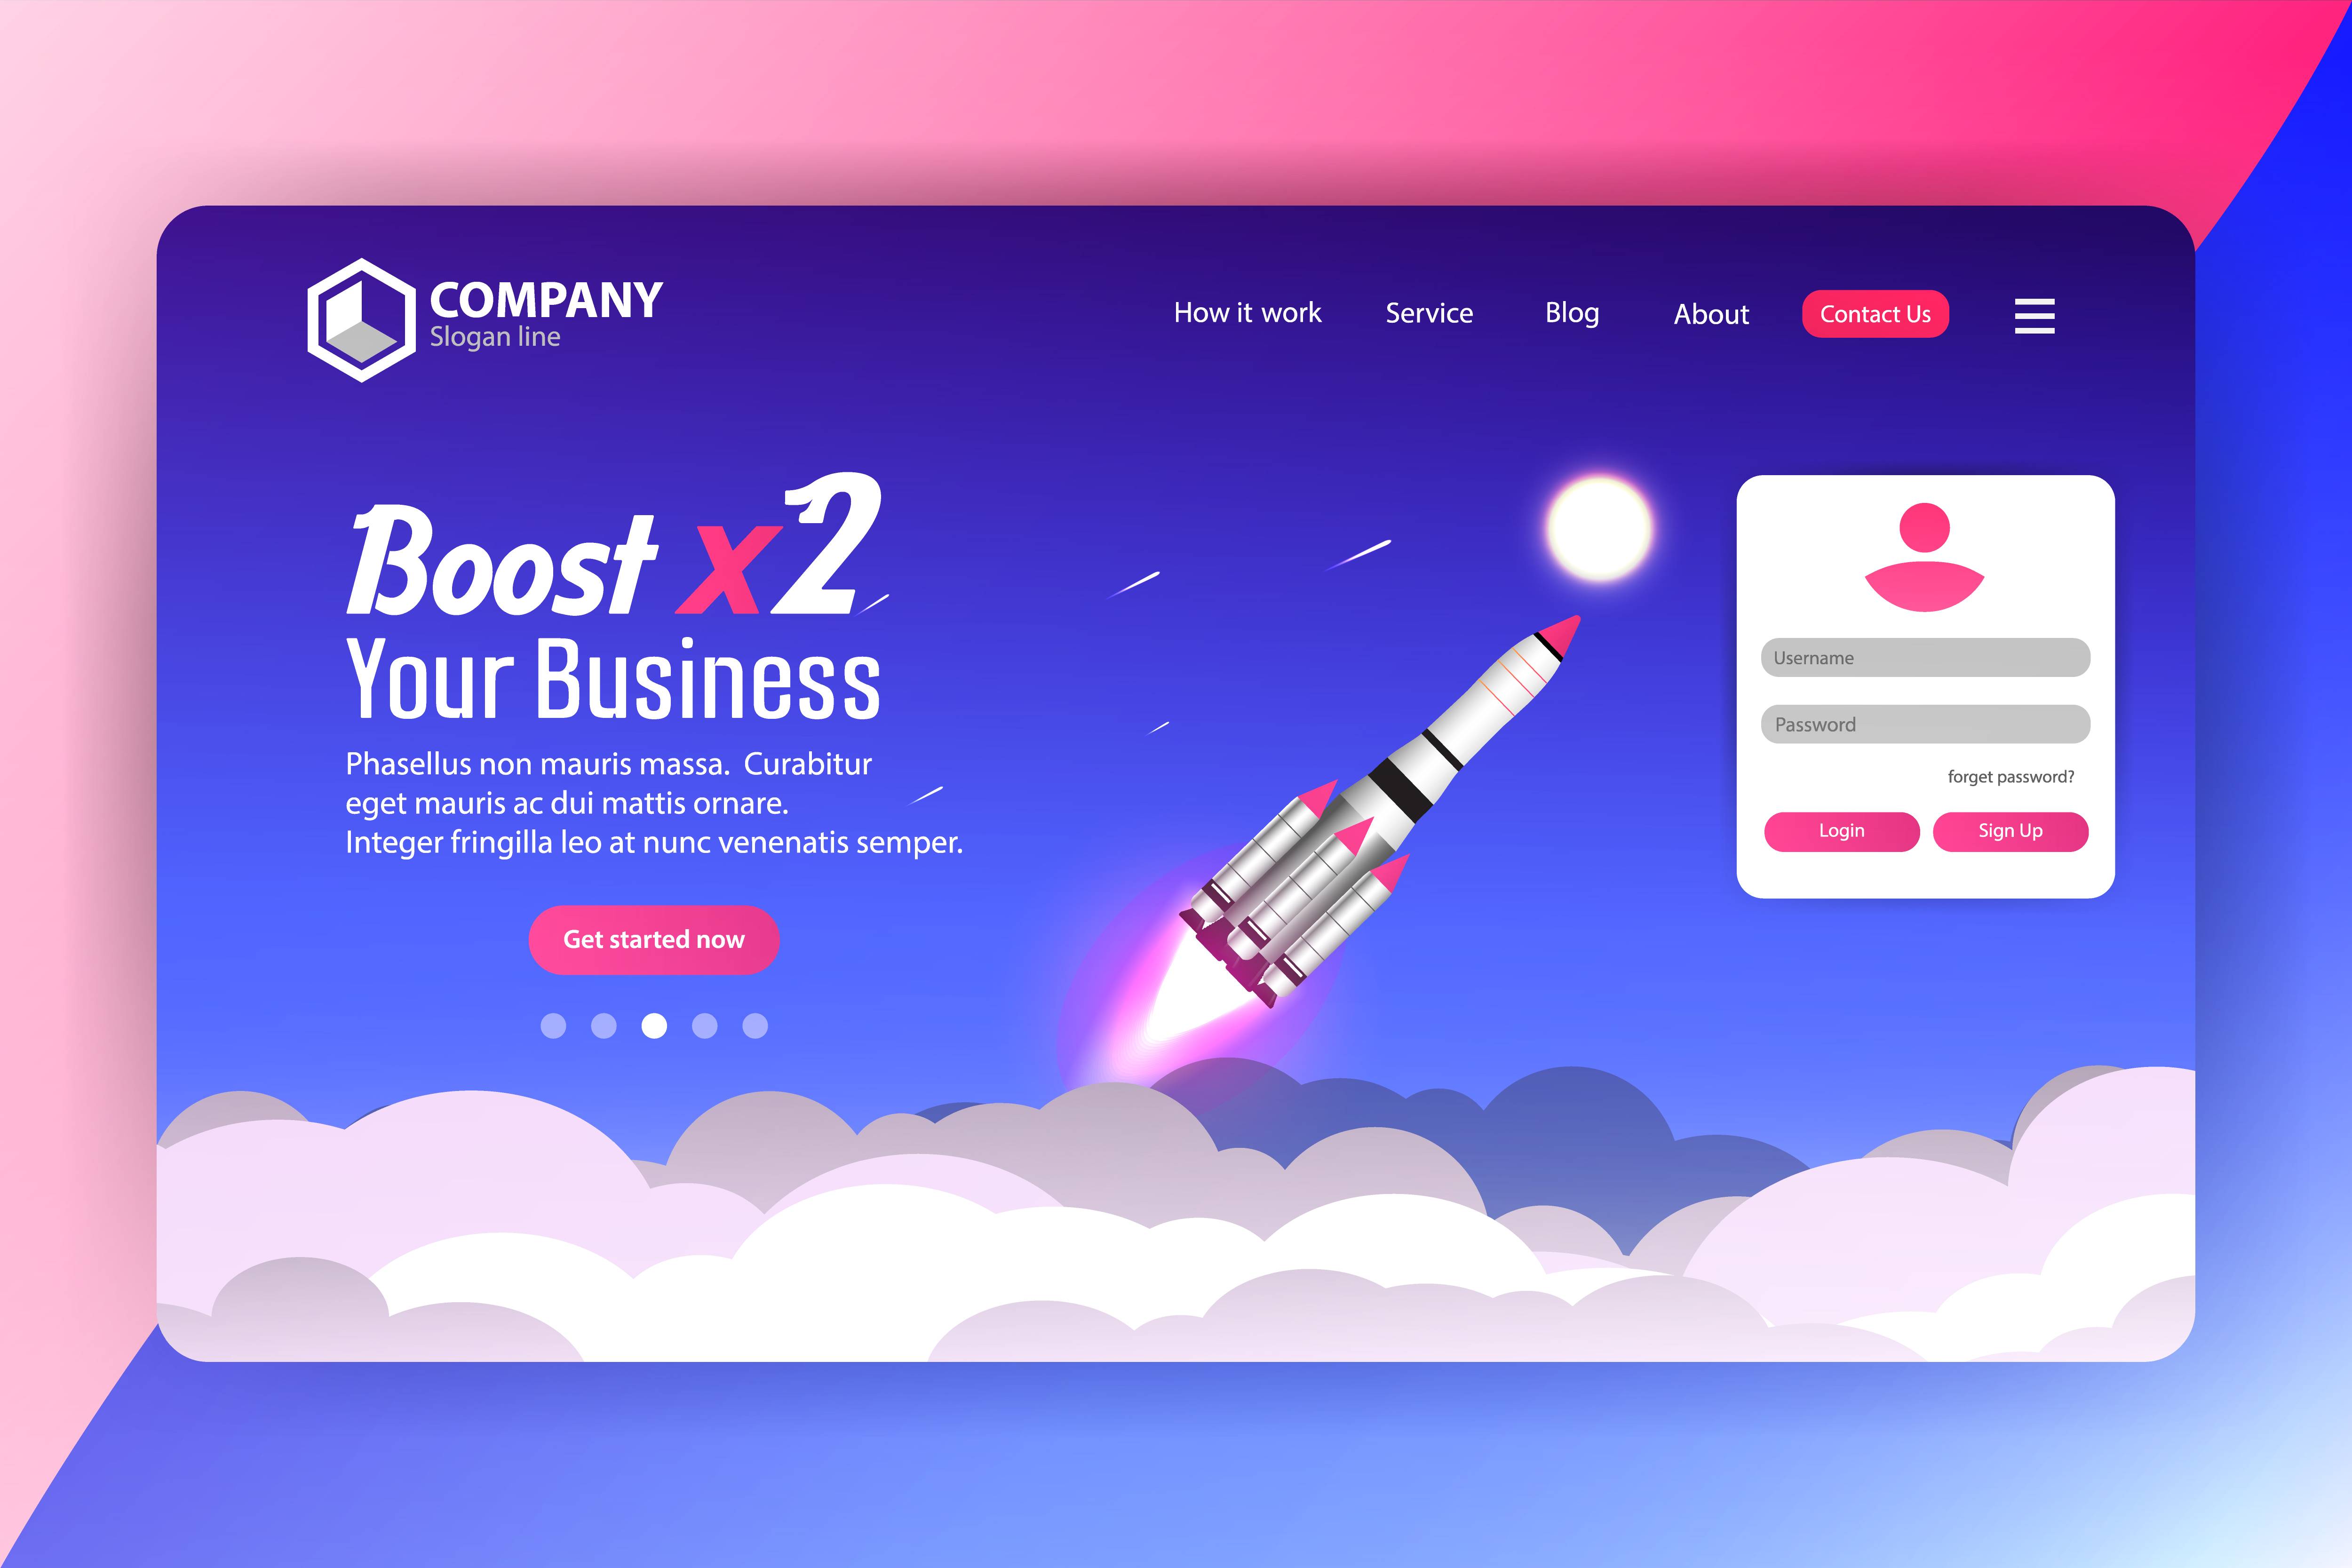 COMPANY
Slogan line
How it work
Service
Blog
About
Contact Us
Boost x2
Your Business
Phasellus non mauris massa.  Curabitur
eget mauris ac dui mattis ornare.
Integer fringilla leo at nunc venenatis semper.
Get started now
Username
Password
forget password?
Login
Sign Up